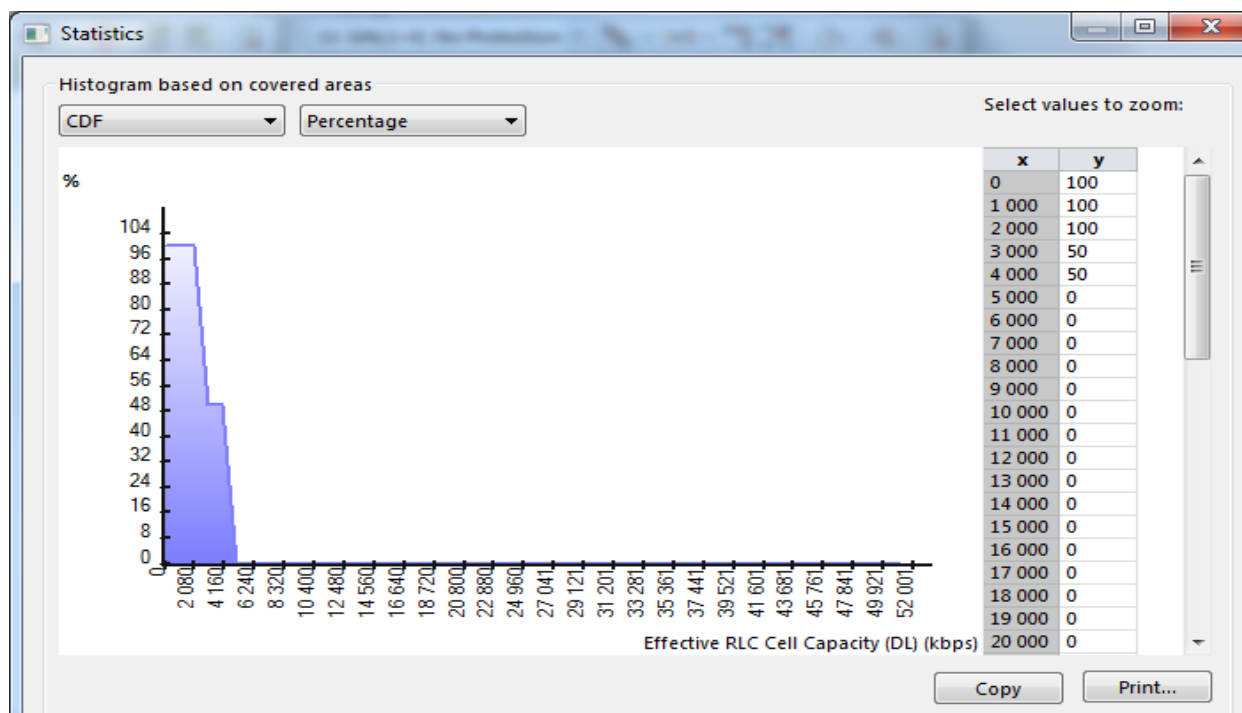 Statistics
Histogram based on covered areas
CDF Percentage
Select values to zoom:
%
104
96
88
80
72
64
56
48
40
32
24
16
8
0
0 2 080 4 160 6 240 8 320 10 400 12 480 14 560 16 640 18 720 20 800 22 880 24 960 27 041 29 121 31 201 33 281 35 361 37 441 39 521 41 601 43 681 45 761 47 841 49 921 52 001
Effective RLC Cell Capacity (DL) (kbps)
x y
0 100
1 000 100
2 000 100
3 000 50
4 000 50
5 000 0
6 000 0
7 000 0
8 000 0
9 000 0
10 000 0
11 000 0
12 000 0
13 000 0
14 000 0
15 000 0
16 000 0
17 000 0
18 000 0
19 000 0
20 000 0
Copy Print...